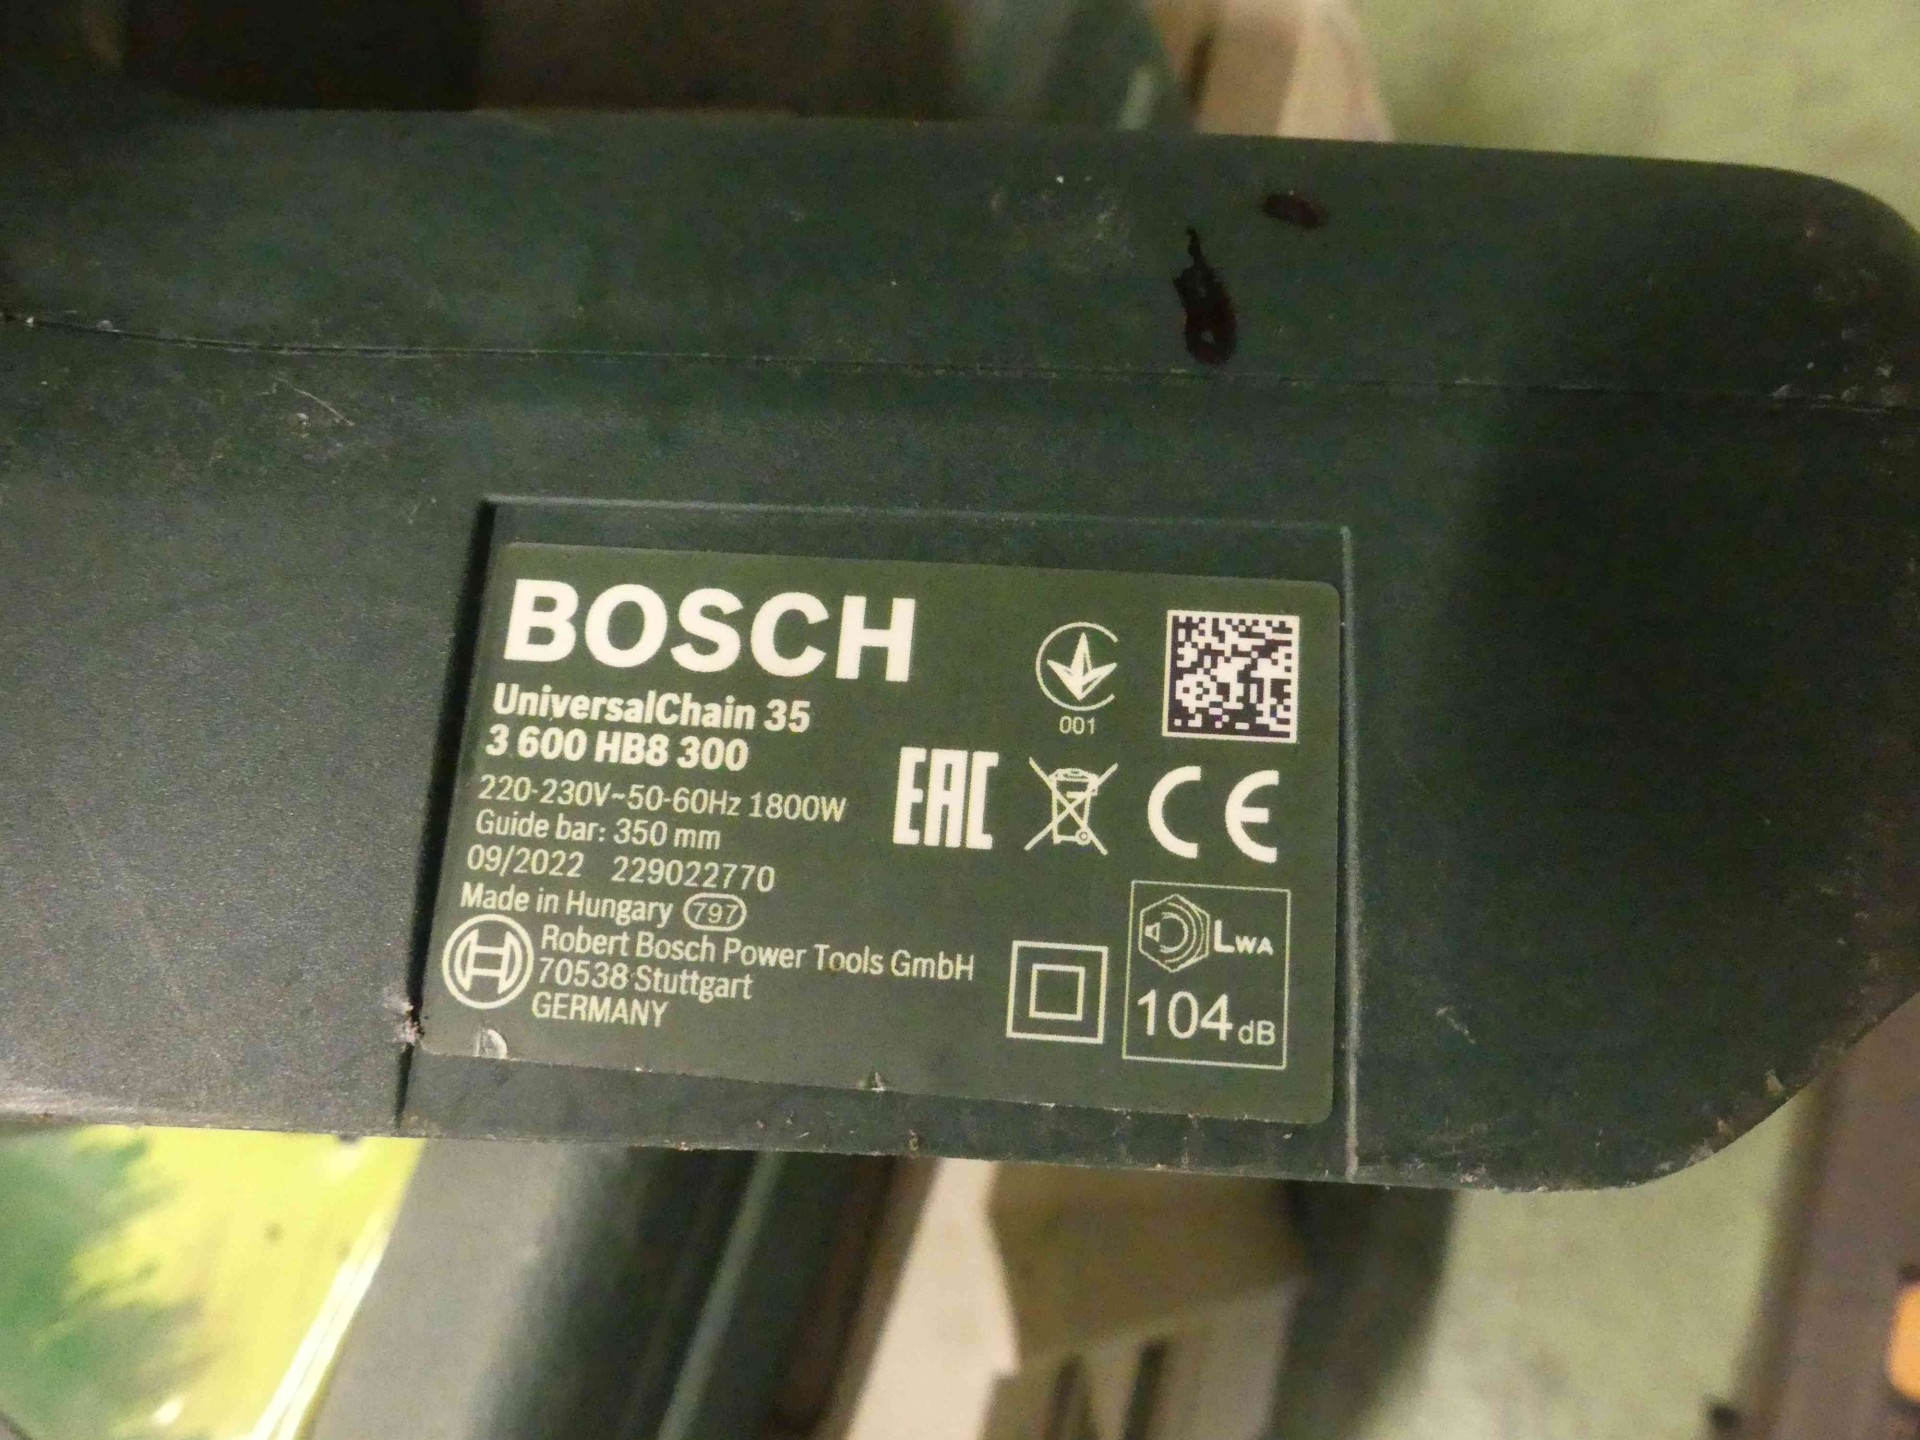 BOSCH
UniversalChain 35
3 600 HB8 300
220-230V~50-60Hz 1800W
Guide bar: 350 mm
09/2022 229022770
Made in Hungary 797
Robert Bosch Power Tools GmbH
70538 Stuttgart
GERMANY
001
EAC
CE
LWA
104 dB